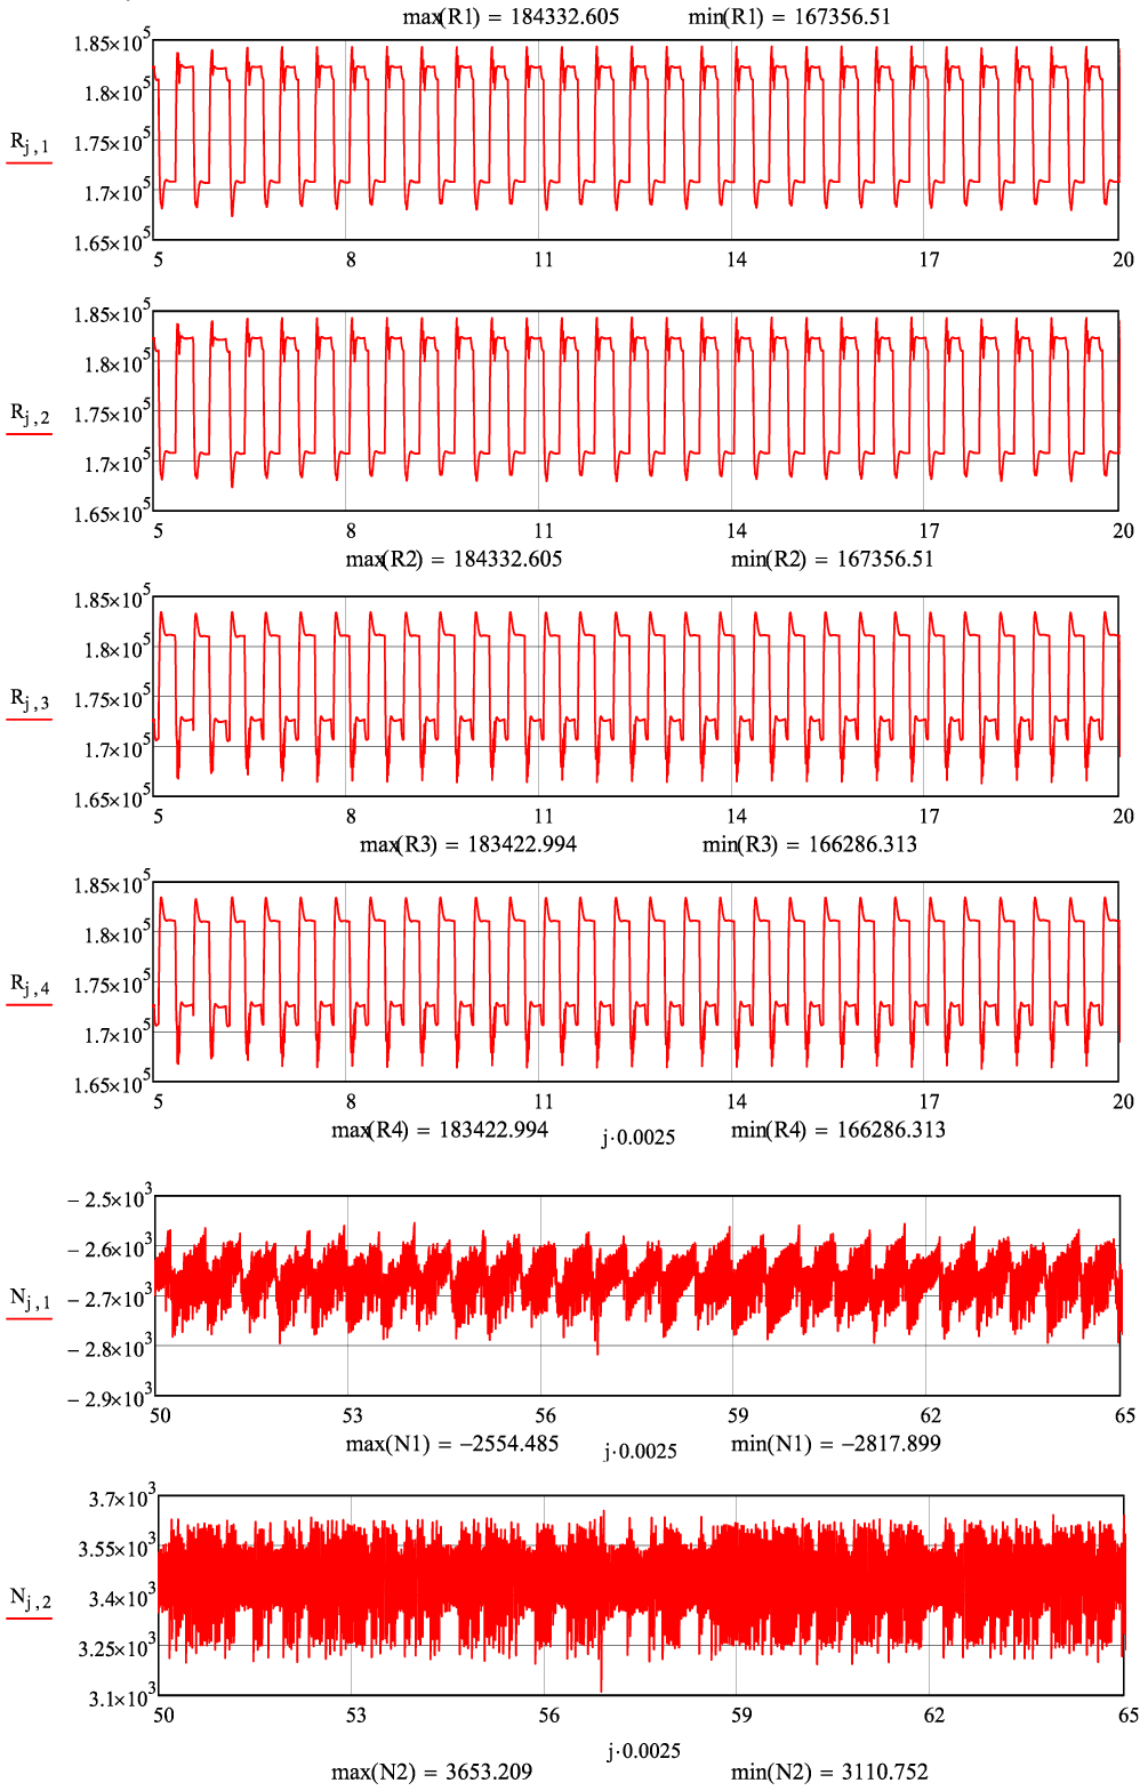 max(R1) = 184332.605 min(R1) = 167356.51
1.85×10^5
1.8×10^5
R_j,1 1.75×10^5
1.7×10^5
1.65×10^5
5 8 11 14 17 20
1.85×10^5
1.8×10^5
R_j,2 1.75×10^5
1.7×10^5
1.65×10^5
5 8 11 14 17 20
max(R2) = 184332.605 min(R2) = 167356.51
1.85×10^5
1.8×10^5
R_j,3 1.75×10^5
1.7×10^5
1.65×10^5
5 8 11 14 17 20
max(R3) = 183422.994 min(R3) = 166286.313
1.85×10^5
1.8×10^5
R_j,4 1.75×10^5
1.7×10^5
1.65×10^5
5 8 11 14 17 20
max(R4) = 183422.994 j·0.0025 min(R4) = 166286.313
− 2.5×10^3
− 2.6×10^3
N_j,1 − 2.7×10^3
− 2.8×10^3
− 2.9×10^3
50 53 56 59 62 65
max(N1) = −2554.485 j·0.0025 min(N1) = −2817.899
3.7×10^3
3.55×10^3
N_j,2 3.4×10^3
3.25×10^3
3.1×10^3
50 53 56 59 62 65
j·0.0025
max(N2) = 3653.209 min(N2) = 3110.752